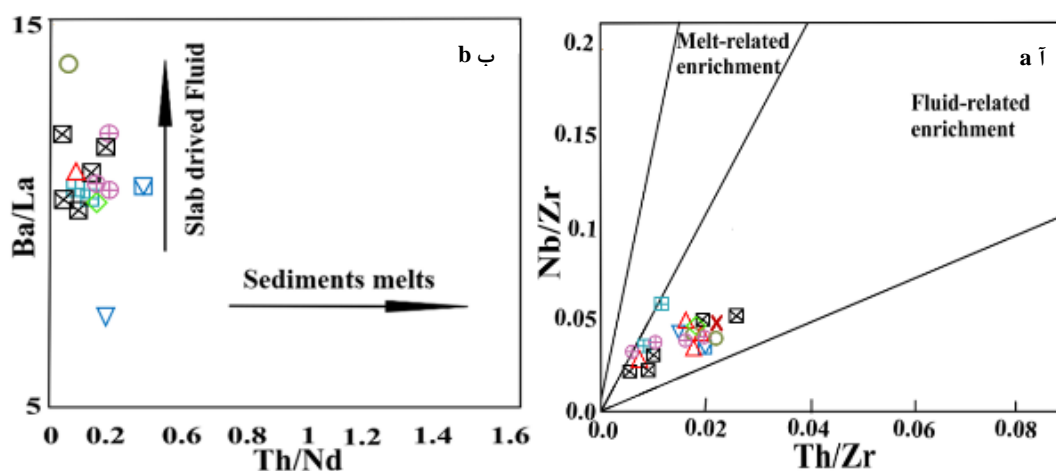 15
ب b
Slab drived Fluid
Ba/La
Sediments melts
5
0 0.2 0.6 0.8 1 1.2 1.4 1.6
Th/Nd
آ a
0.2
Melt-related
enrichment
Fluid-related
enrichment
0.15
Nb/Zr
0.1
0.050
0.0
0.0 0.02 0.04 0.06 0.08
Th/Zr